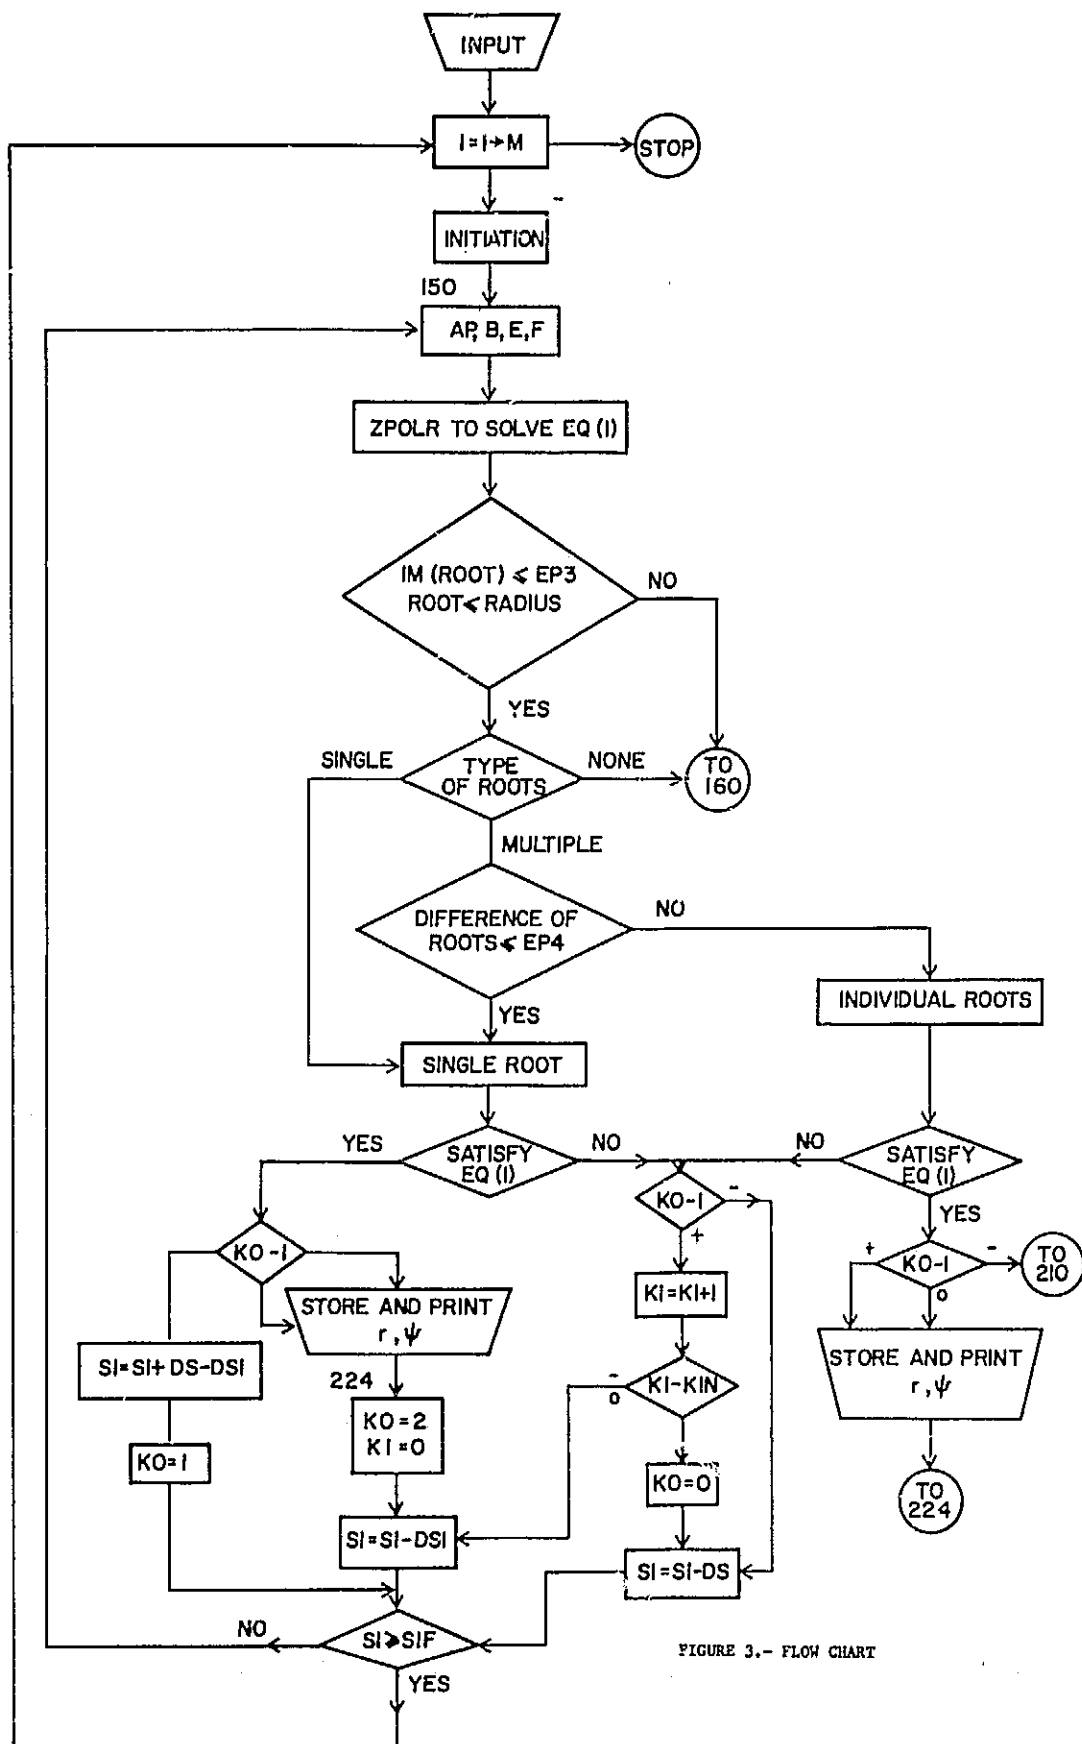 INPUT
I = I → M
STOP
INITIATION
150
AP, B, E, F
ZPOLR TO SOLVE EQ (I)
IM (ROOT) ⩽ EP3
ROOT ⩽ RADIUS
NO
YES
SINGLE
TYPE
OF ROOTS
NONE
TO
160
MULTIPLE
DIFFERENCE OF
ROOTS ⩽ EP4
NO
YES
INDIVIDUAL ROOTS
SINGLE ROOT
YES
SATISFY
EQ (I)
NO
NO
SATISFY
EQ (I)
YES
KO-I
-
+
KO-I
+
KO-I
-
o
TO
210
KI=KI+I
STORE AND PRINT
r, ψ
STORE AND PRINT
r, ψ
SI=SI+DS-DSI
224
KI-KIN
-
o
KO=2
KI=O
KO=I
KO=O
TO
224
SI=SI-DSI
SI=SI-DS
NO
SI⩾SIF
YES
FIGURE 3.- FLOW CHART